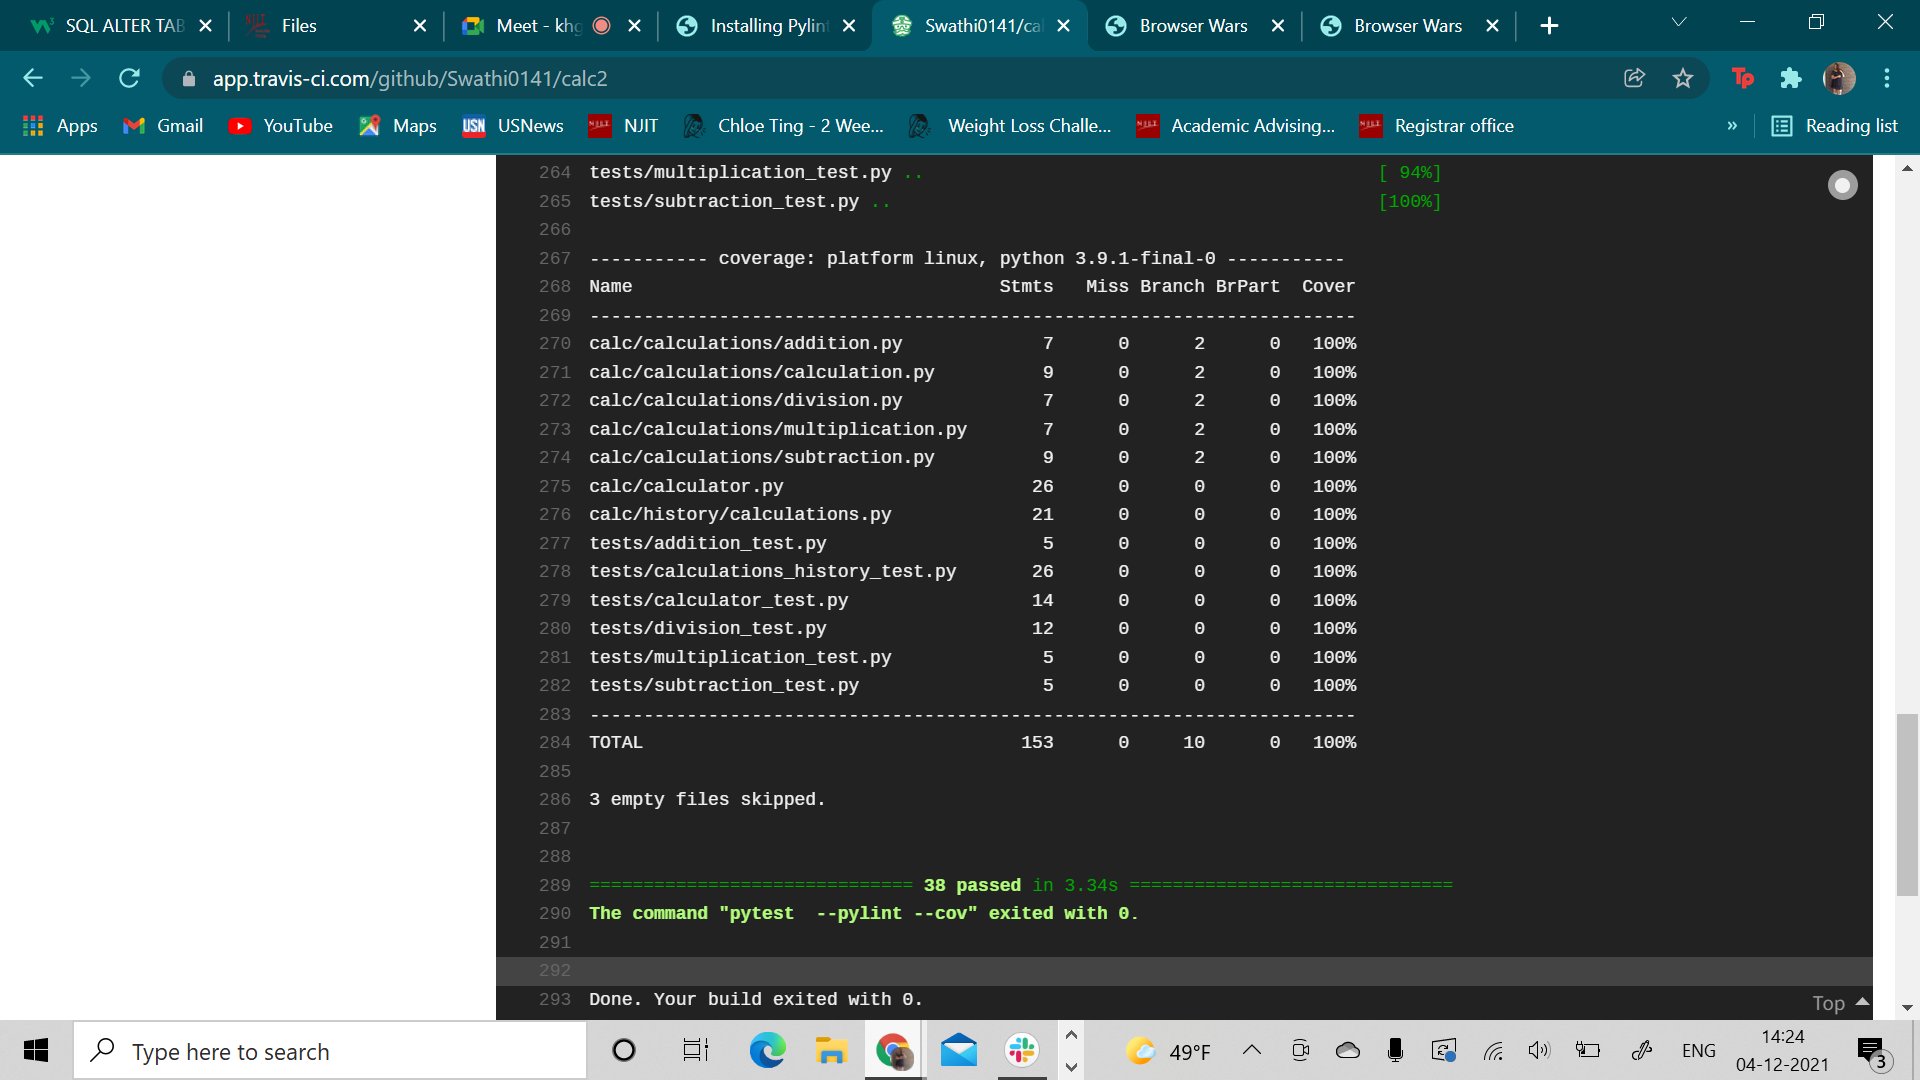 SQL ALTER TAB Files Meet - khg Installing Pylint Swathi0141/cal Browser Wars Browser Wars
app.travis-ci.com/github/Swathi0141/calc2
Apps Gmail YouTube Maps USN USNews NJIT Chloe Ting - 2 Wee... Weight Loss Challe... Academic Advising... Registrar office » Reading list
264 tests/multiplication_test.py .. [ 94%]
265 tests/subtraction_test.py .. [100%]
266
267 ----------- coverage: platform linux, python 3.9.1-final-0 -----------
268 Name Stmts Miss Branch BrPart Cover
269 -----------------------------------------------------------------------
270 calc/calculations/addition.py 7 0 2 0 100%
271 calc/calculations/calculation.py 9 0 2 0 100%
272 calc/calculations/division.py 7 0 2 0 100%
273 calc/calculations/multiplication.py 7 0 2 0 100%
274 calc/calculations/subtraction.py 9 0 2 0 100%
275 calc/calculator.py 26 0 0 0 100%
276 calc/history/calculations.py 21 0 0 0 100%
277 tests/addition_test.py 5 0 0 0 100%
278 tests/calculations_history_test.py 26 0 0 0 100%
279 tests/calculator_test.py 14 0 0 0 100%
280 tests/division_test.py 12 0 0 0 100%
281 tests/multiplication_test.py 5 0 0 0 100%
282 tests/subtraction_test.py 5 0 0 0 100%
283 -----------------------------------------------------------------------
284 TOTAL 153 0 10 0 100%
285
286 3 empty files skipped.
287
288
289 ============================== 38 passed in 3.34s ==============================
290 The command "pytest  --pylint --cov" exited with 0.
291
292
293 Done. Your build exited with 0.
Top
Type here to search 49°F ENG 14:24
04-12-2021 3